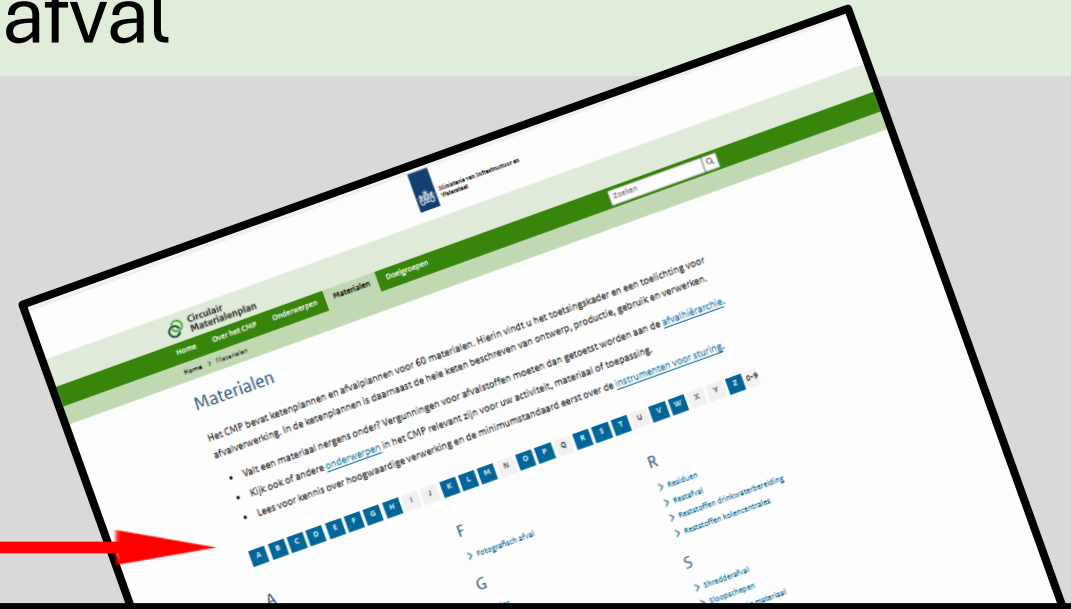 afval
Ministerie van Infrastructuur en
Waterstaat
Zoeken
Circulair
Materialenplan
Home Over het CMP Onderwerpen Materialen Doelgroepen
Home > Materialen
Materialen
Het CMP bevat ketenplannen en afvalplannen voor 60 materialen. Hierin vindt u het toetsingskader en een toelichting voor
afvalverwerking. In de ketenplannen is daarnaast de hele keten beschreven van ontwerp, productie, gebruik en verwerken.
• Valt een materiaal nergens onder? Vergunningen voor afvalstoffen moeten dan getoetst worden aan de afvalhiërarchie.
• Kijk ook of andere onderwerpen in het CMP relevant zijn voor uw activiteit, materiaal of toepassing.
• Lees voor kennis over hoogwaardige verwerking en de minimumstandaard eerst over de instrumenten voor sturing.
A B C D E F G H I J K L M N O P Q R S T U V W X Y Z 0-9
A
F
> Fotografisch afval
G
R
> Residuen
> Restafval
> Reststoffen drinkwaterbereiding
> Reststoffen kolencentrales
S
> Shredderafval
> Sloopschepen
materiaal